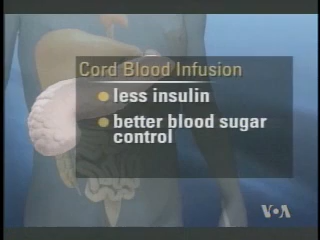 Cord Blood Infusion
less insulin
better blood sugar
control
VOA